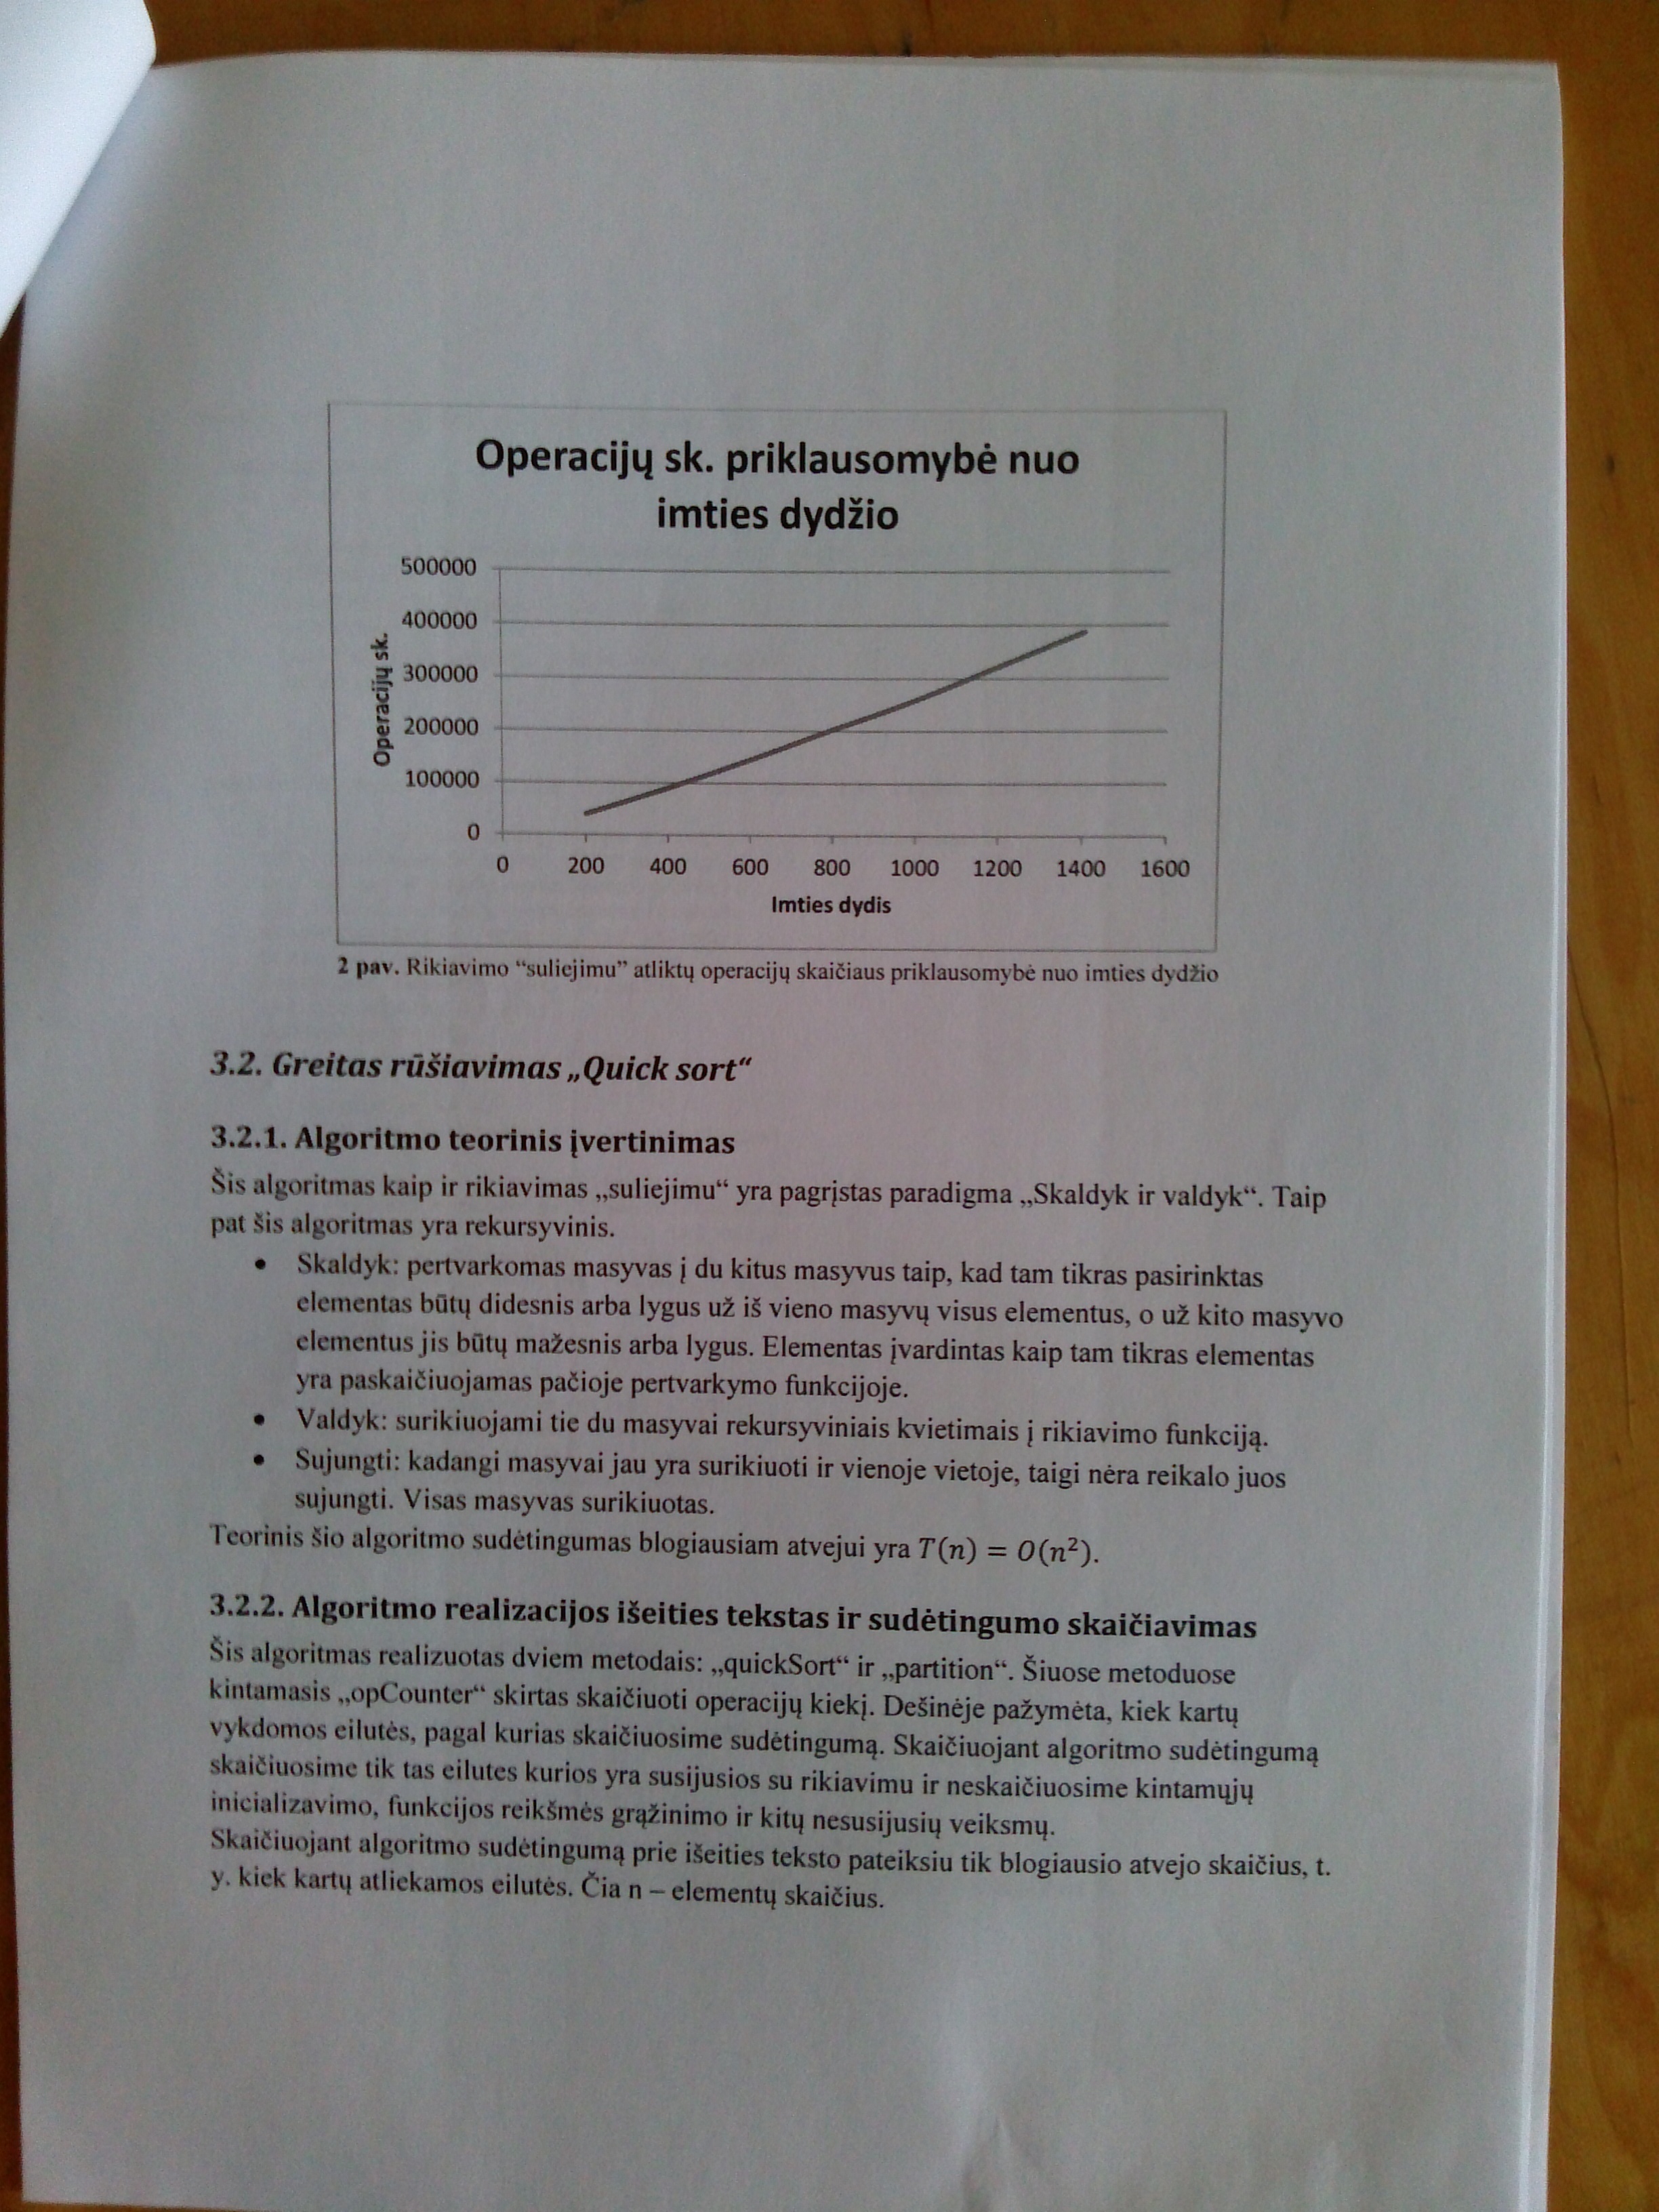 Operacijų sk. priklausomybė nuo
imties dydžio
500000
400000
300000
200000
100000
0
Operacijų sk.
0 200 400 600 800 1000 1200 1400 1600
Imties dydis
2 pav. Rikiavimo “suliejimu” atliktų operacijų skaičiaus priklausomybė nuo imties dydžio
3.2. Greitas rūšiavimas „Quick sort“
3.2.1. Algoritmo teorinis įvertinimas
Šis algoritmas kaip ir rikiavimas „suliejimu“ yra pagrįstas paradigma „Skaldyk ir valdyk“. Taip
pat šis algoritmas yra rekursyvinis.
• Skaldyk: pertvarkomas masyvas į du kitus masyvus taip, kad tam tikras pasirinktas
elementas būtų didesnis arba lygus už iš vieno masyvų visus elementus, o už kito masyvo
elementus jis būtų mažesnis arba lygus. Elementas įvardintas kaip tam tikras elementas
yra paskaičiuojamas pačioje pertvarkymo funkcijoje.
• Valdyk: surikiuojami tie du masyvai rekursyviniais kvietimais į rikiavimo funkciją.
• Sujungti: kadangi masyvai jau yra surikiuoti ir vienoje vietoje, taigi nėra reikalo juos
sujungti. Visas masyvas surikiuotas.
Teorinis šio algoritmo sudėtingumas blogiausiam atvejui yra T(n) = O(n²).
3.2.2. Algoritmo realizacijos išeities tekstas ir sudėtingumo skaičiavimas
Šis algoritmas realizuotas dviem metodais: „quickSort“ ir „partition“. Šiuose metoduose
kintamasis „opCounter“ skirtas skaičiuoti operacijų kiekį. Dešinėje pažymėta, kiek kartų
vykdomos eilutės, pagal kurias skaičiuosime sudėtingumą. Skaičiuojant algoritmo sudėtingumą
skaičiuosime tik tas eilutes kurios yra susijusios su rikiavimu ir neskaičiuosime kintamųjų
inicializavimo, funkcijos reikšmės grąžinimo ir kitų nesusijusių veiksmų.
Skaičiuojant algoritmo sudėtingumą prie išeities teksto pateiksiu tik blogiausio atvejo skaičius, t.
y. kiek kartų atliekamos eilutės. Čia n – elementų skaičius.